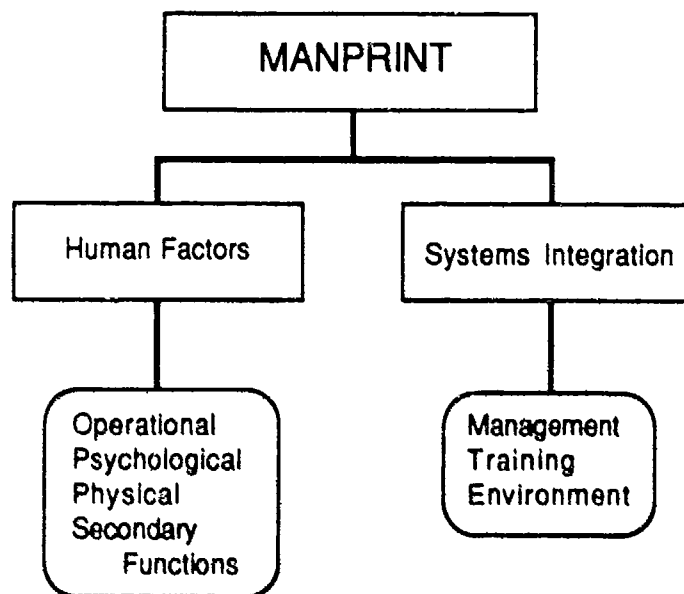 MANPRINT
Human Factors
Systems Integration
Operational
Psychological
Physical
Secondary
Functions
Management
Training
Environment